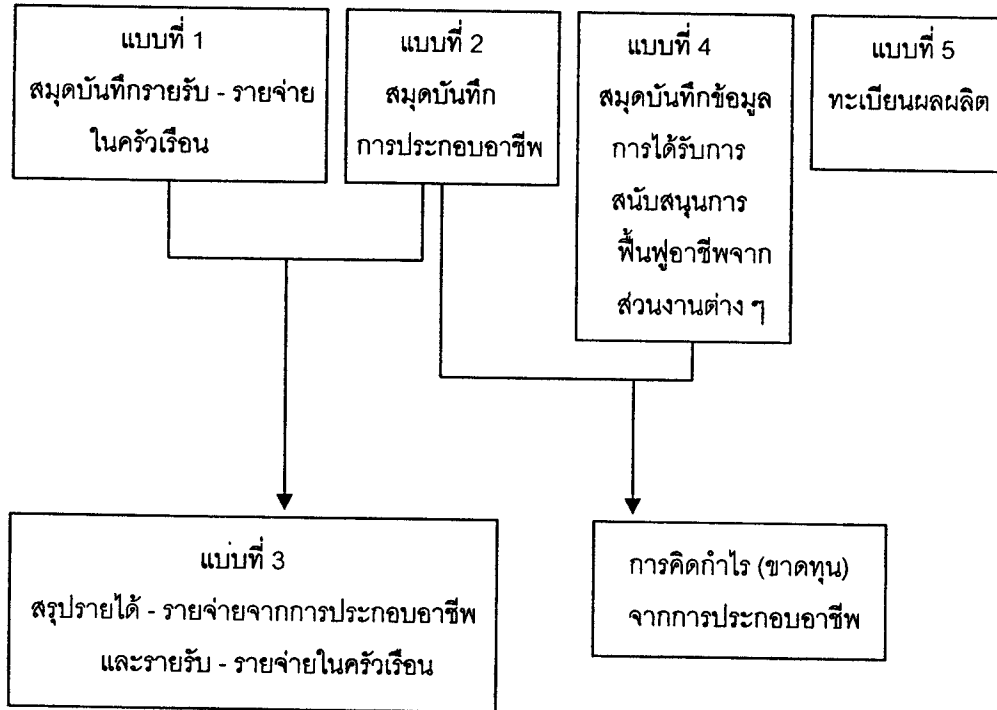 แบบที่ 1
สมุดบันทึกรายรับ - รายจ่าย
ในครัวเรือน
แบบที่ 2
สมุดบันทึก
การประกอบอาชีพ
แบบที่ 4
สมุดบันทึกข้อมูล
การได้รับการ
สนับสนุนการ
ฟื้นฟูอาชีพจาก
ส่วนงานต่าง ๆ
แบบที่ 5
ทะเบียนผลผลิต
แบบที่ 3
สรุปรายได้ - รายจ่ายจากการประกอบอาชีพ
และรายรับ - รายจ่ายในครัวเรือน
การคิดกำไร (ขาดทุน)
จากการประกอบอาชีพ